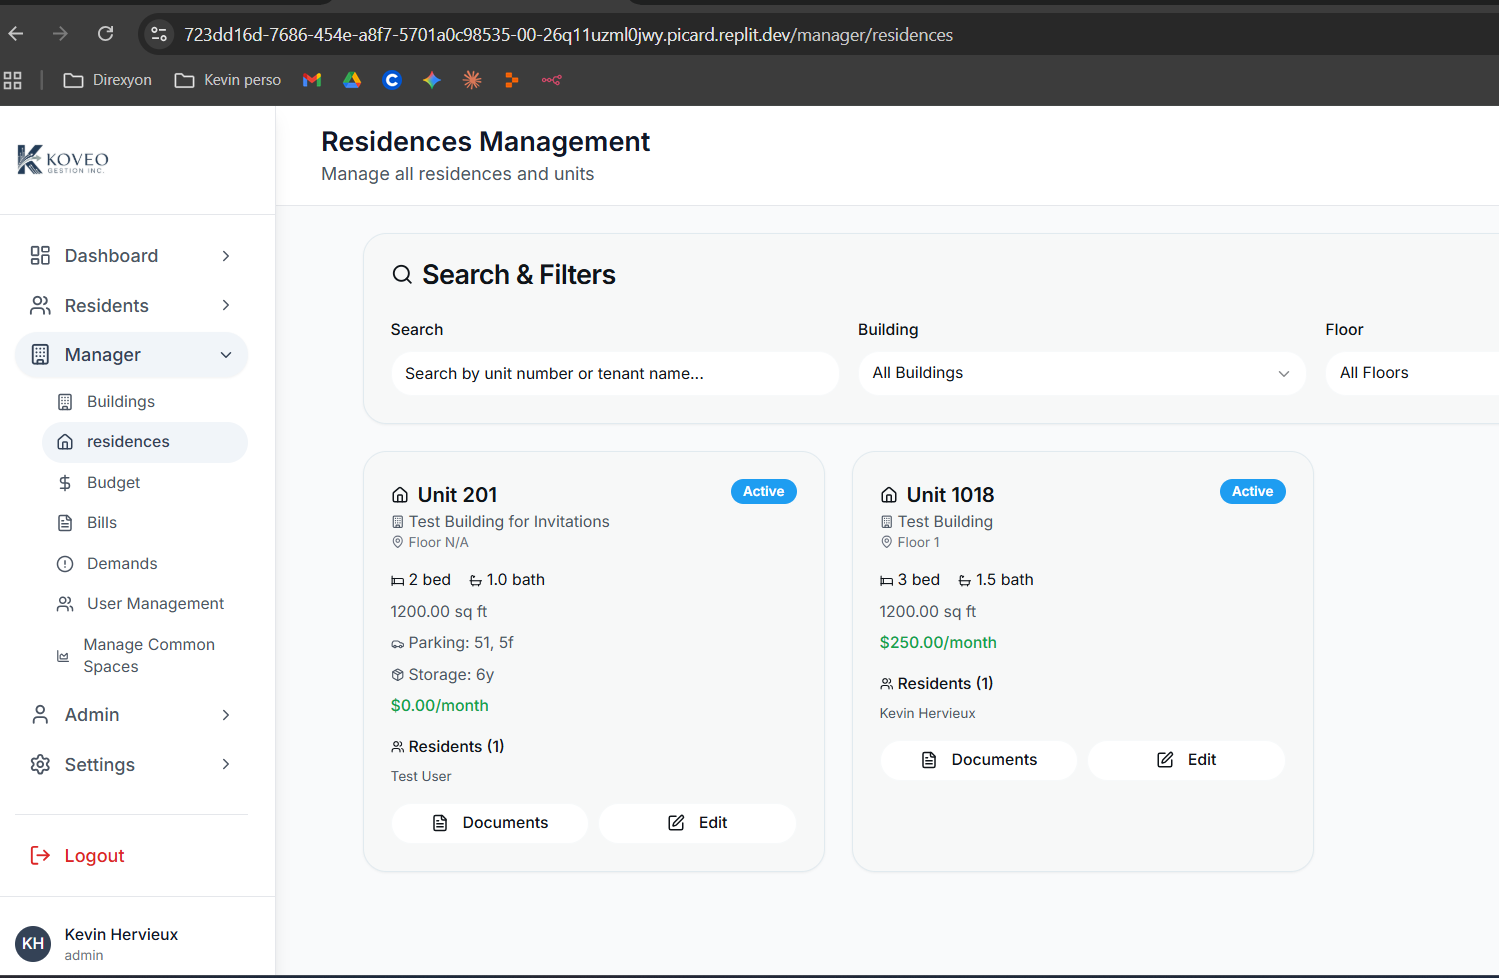 723dd16d-7686-454e-a8f7-5701a0c98535-00-26q11uzml0jwy.picard.replit.dev/manager/residences
Direxyon
Kevin perso
KOVEO
GESTION INC.
Dashboard
Residents
Manager
Buildings
residences
Budget
Bills
Demands
User Management
Manage Common
Spaces
Admin
Settings
Logout
KH
Kevin Hervieux
admin
Residences Management
Manage all residences and units
Search & Filters
Search
Search by unit number or tenant name...
Building
All Buildings
Floor
All Floors
Unit 201
Active
Test Building for Invitations
Floor N/A
2 bed 1.0 bath
1200.00 sq ft
Parking: 51, 5f
Storage: 6y
$0.00/month
Residents (1)
Test User
Documents
Edit
Unit 1018
Active
Test Building
Floor 1
3 bed 1.5 bath
1200.00 sq ft
$250.00/month
Residents (1)
Kevin Hervieux
Documents
Edit